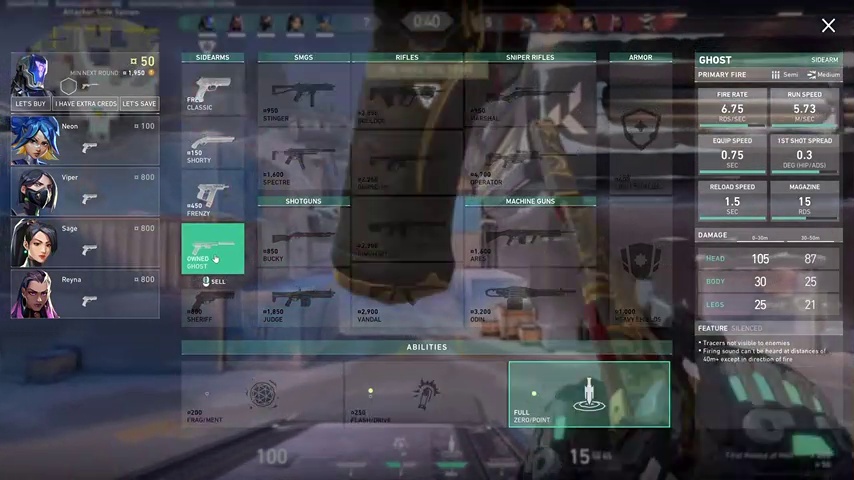 7
0:40
50
MIN NEXT ROUND 1,950
LET'S BUY
I HAVE EXTRA CREDS
LET'S SAVE
Neon
100
Viper
800
Sage
800
Reyna
800
SIDEARMS
SMGS
RIFLES
SNIPER RIFLES
ARMOR
FREE
CLASSIC
150
SHORTY
450
FRENZY
OWNED
GHOST
SELL
SHERIFF
950
STINGER
1,600
SPECTRE
SHOTGUNS
850
BUCKY
1,850
JUDGE
2,900
VANDAL
950
MARSHAL
4,700
OPERATOR
MACHINE GUNS
1,600
ARES
3,200
ODIN
1,000
HEAVY SHIELDS
ABILITIES
200
FRAGMENT
250
FLASH/DRIVE
FULL
ZERO/POINT
GHOST
SIDEARM
PRIMARY FIRE
Semi
Medium
FIRE RATE
6.75
RDS/SEC
RUN SPEED
5.73
M/SEC
EQUIP SPEED
0.75
SEC
1ST SHOT SPREAD
0.3
DEG (HIP/ADS)
RELOAD SPEED
1.5
SEC
MAGAZINE
15
RDS
DAMAGE
0-30m
30-50m
HEAD
105
87
BODY
30
25
LEGS
25
21
FEATURE SILENCED
• Tracers not visible to enemies
• Firing sound can't be heard at distances of
40m+ except in direction of fire
100
15